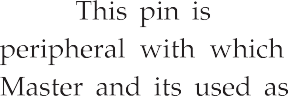 This pin is
peripheral with which
Master and its used as